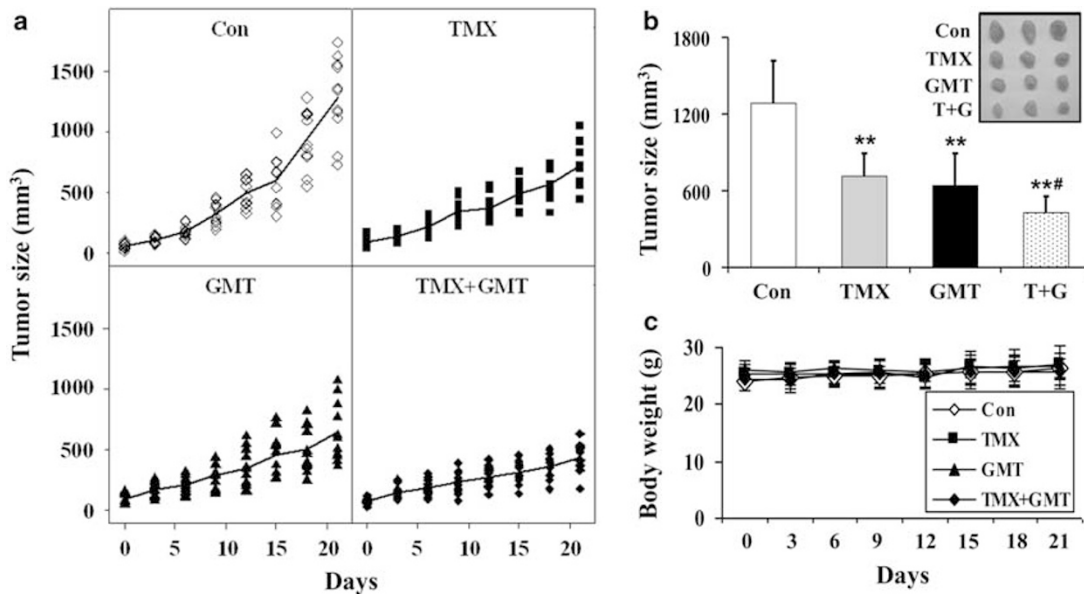 a
Con
TMX
1500
1000
500
0
GMT
TMX+GMT
1500
1000
500
0
0 5 10 15 20 0 5 10 15 20
Tumor size (mm³)
Days
b
1800
1200
600
0
Tumor size (mm³)
**
**
**#
Con TMX GMT T+G
Con
TMX
GMT
T+G
c
30
20
10
0
Body weight (g)
Con
TMX
GMT
TMX+GMT
0 3 6 9 12 15 18 21
Days